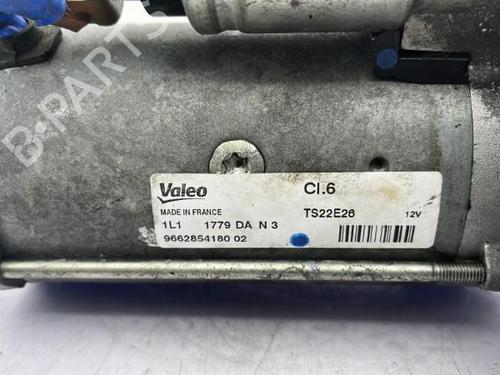 B-PARTS
Valeo
Cl.6
MADE IN FRANCE
TS22E26
12V
1L1 1779 DA N 3
9662854180 02